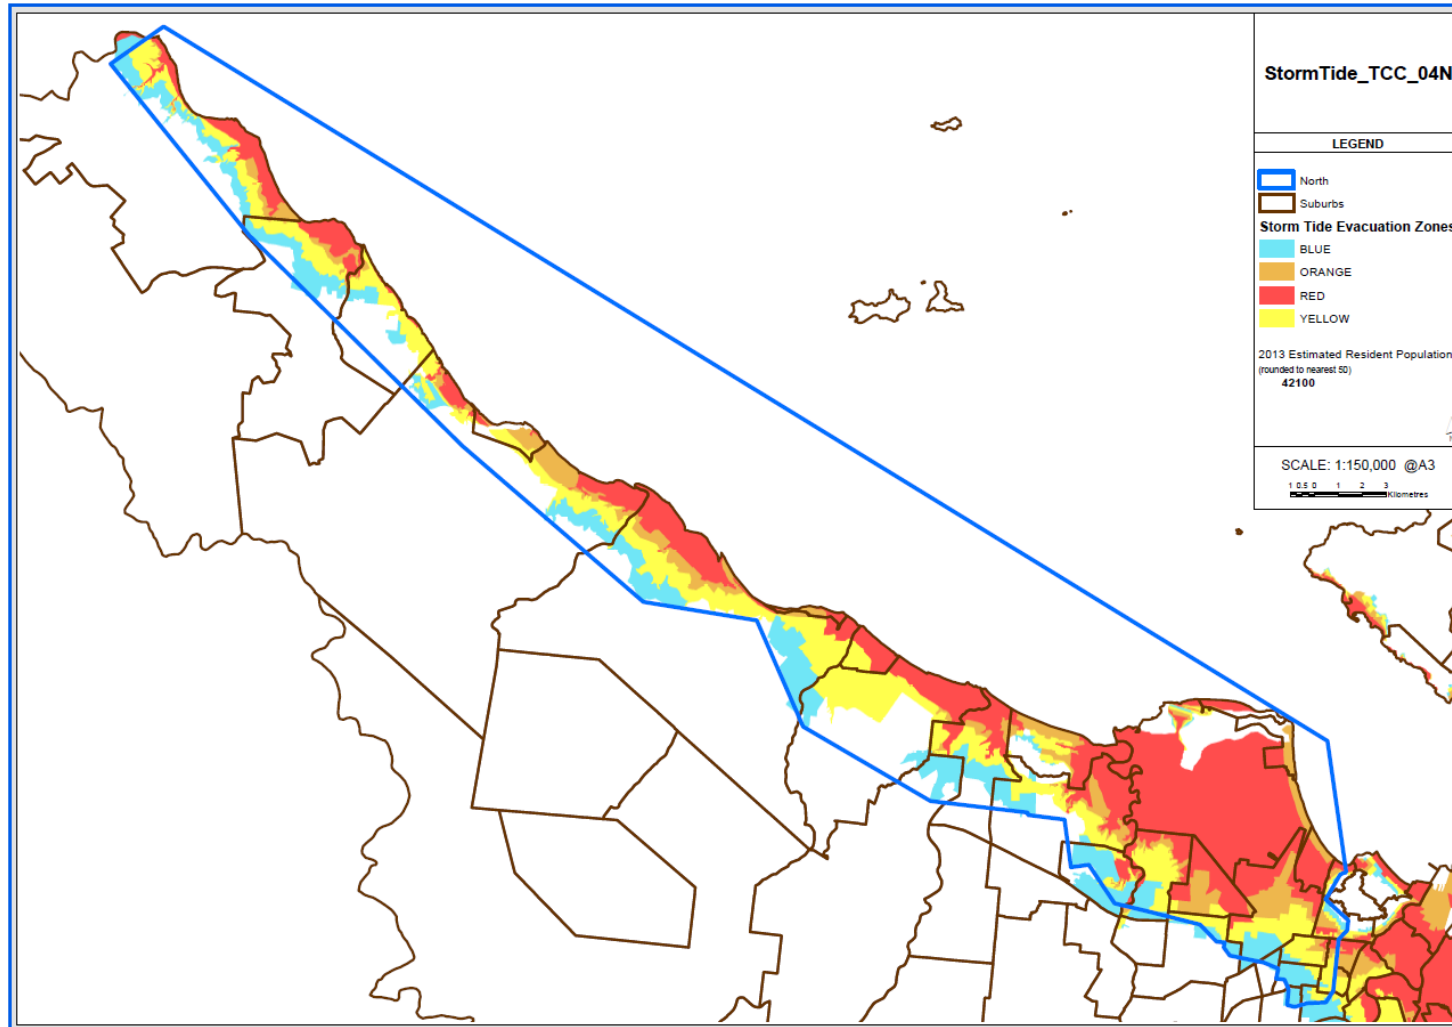 StormTide_TCC_04N
LEGEND
North
Suburbs
Storm Tide Evacuation Zones
BLUE
ORANGE
RED
YELLOW
2013 Estimated Resident Population
(rounded to nearest 50)
42100
SCALE: 1:150,000 @A3
1 0.5 0 1 2 3
Kilometres